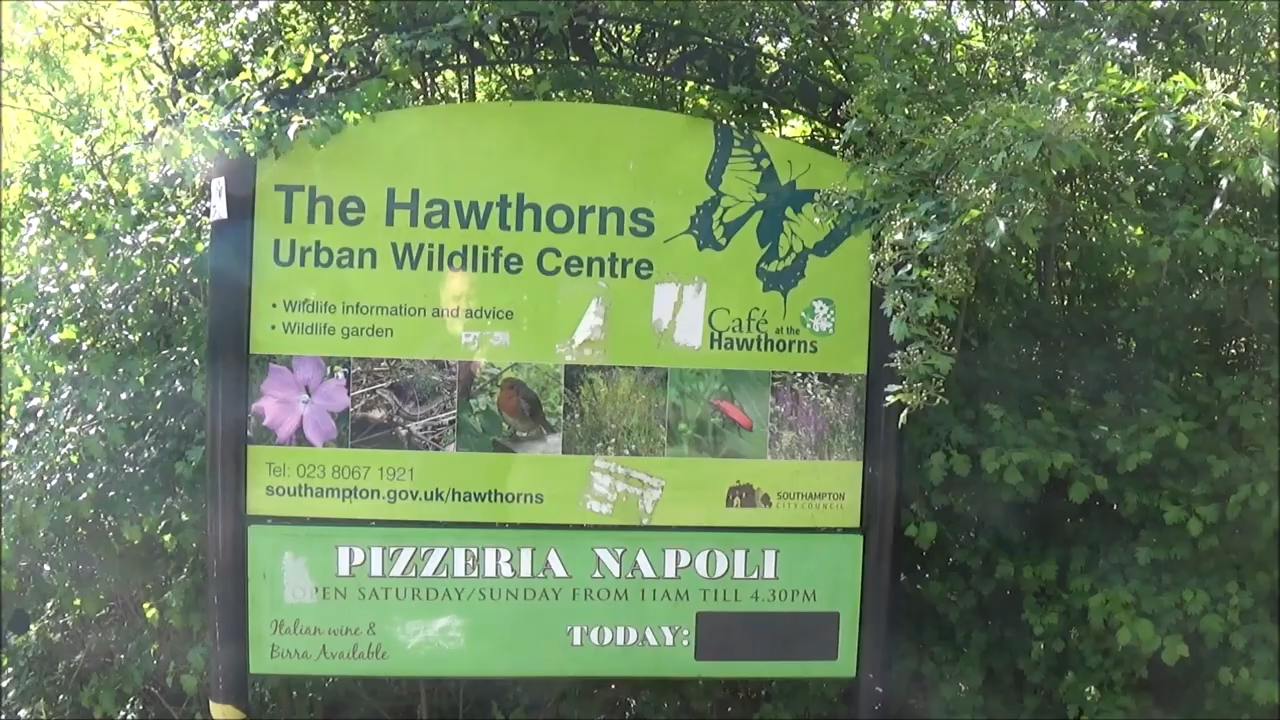 The Hawthorns
Urban Wildlife Centre
• Wildlife information and advice
• Wildlife garden
Café at the
Hawthorns
Tel: 023 8067 1921
southampton.gov.uk/hawthorns
SOUTHAMPTON
CITY COUNCIL
PIZZERIA NAPOLI
OPEN SATURDAY/SUNDAY FROM 11AM TILL 4.30PM
Italian wine &
Birra Available
TODAY: